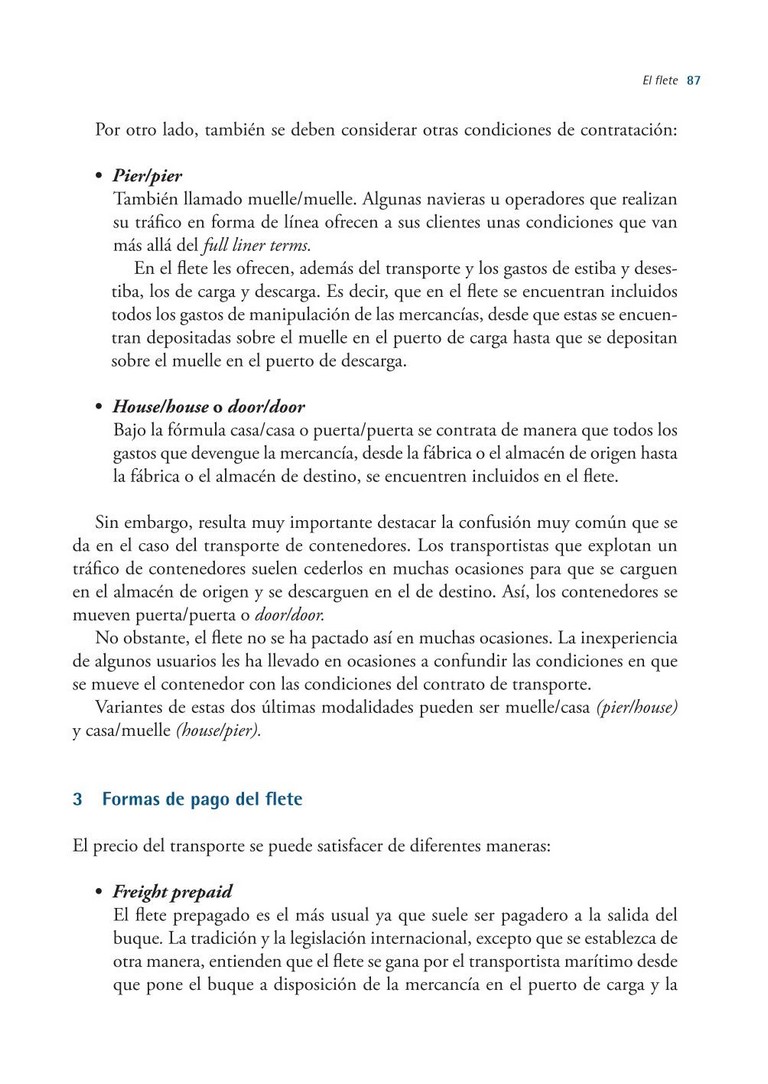 El flete 87
Por otro lado, también se deben considerar otras condiciones de contratación:
• Pier/pier
También llamado muelle/muelle. Algunas navieras u operadores que realizan
su tráfico en forma de línea ofrecen a sus clientes unas condiciones que van
más allá del full liner terms.
En el flete les ofrecen, además del transporte y los gastos de estiba y deses-
tiba, los de carga y descarga. Es decir, que en el flete se encuentran incluidos
todos los gastos de manipulación de las mercancías, desde que estas se encuen-
tran depositadas sobre el muelle en el puerto de carga hasta que se depositan
sobre el muelle en el puerto de descarga.
• House/house o door/door
Bajo la fórmula casa/casa o puerta/puerta se contrata de manera que todos los
gastos que devengue la mercancía, desde la fábrica o el almacén de origen hasta
la fábrica o el almacén de destino, se encuentren incluidos en el flete.
Sin embargo, resulta muy importante destacar la confusión muy común que se
da en el caso del transporte de contenedores. Los transportistas que explotan un
tráfico de contenedores suelen cederlos en muchas ocasiones para que se carguen
en el almacén de origen y se descarguen en el de destino. Así, los contenedores se
mueven puerta/puerta o door/door.
No obstante, el flete no se ha pactado así en muchas ocasiones. La inexperiencia
de algunos usuarios les ha llevado en ocasiones a confundir las condiciones en que
se mueve el contenedor con las condiciones del contrato de transporte.
Variantes de estas dos últimas modalidades pueden ser muelle/casa (pier/house)
y casa/muelle (house/pier).
3 Formas de pago del flete
El precio del transporte se puede satisfacer de diferentes maneras:
• Freight prepaid
El flete prepagado es el más usual ya que suele ser pagadero a la salida del
buque. La tradición y la legislación internacional, excepto que se establezca de
otra manera, entienden que el flete se gana por el transportista marítimo desde
que pone el buque a disposición de la mercancía en el puerto de carga y la